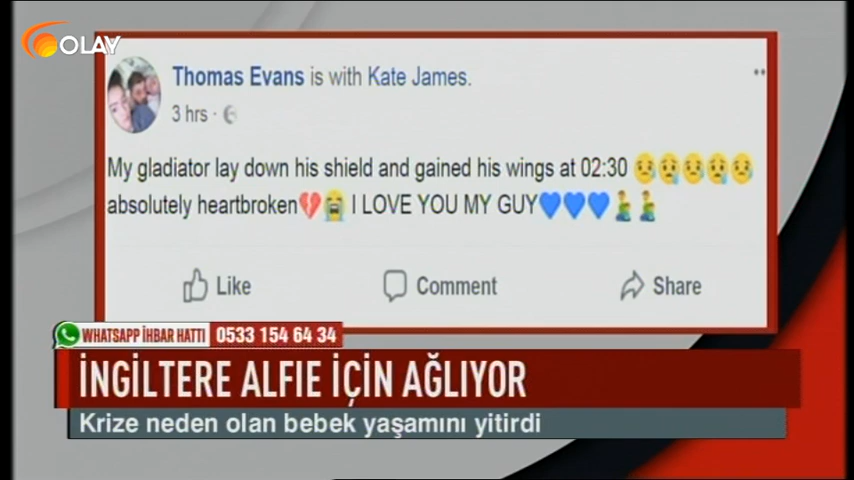 OLAY
Thomas Evans is with Kate James.
3 hrs ·
My gladiator lay down his shield and gained his wings at 02:30 😢😢😢😢😢
absolutely heartbroken💔😭 I LOVE YOU MY GUY💙💙💙
Like Comment Share
WHATSAPP İHBAR HATTI 0533 154 64 34
İNGİLTERE ALFIE İÇİN AĞLIYOR
Krize neden olan bebek yaşamını yitirdi